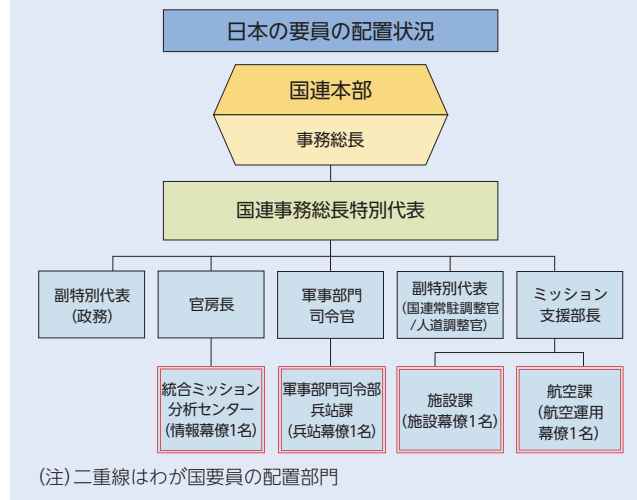 日本の要員の配置状況
国連本部
事務総長
国連事務総長特別代表
副特別代表
(政務)
官房長
軍事部門
司令官
副特別代表
(国連常駐調整官
/人道調整官)
ミッション
支援部長
統合ミッション
分析センター
(情報幕僚1名)
軍事部門司令部
兵站課
(兵站幕僚1名)
施設課
(施設幕僚1名)
航空課
(航空運用
幕僚1名)
(注)二重線はわが国要員の配置部門